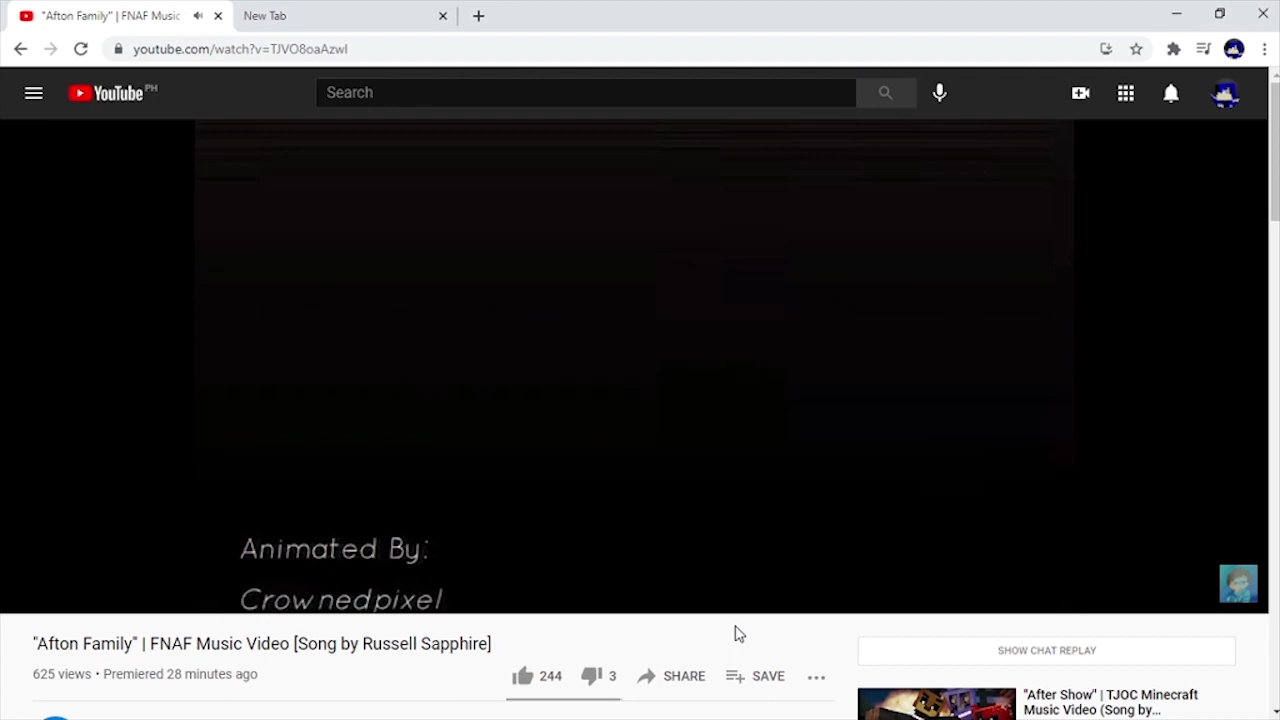 "Afton Family" | FNAF Music
New Tab
youtube.com/watch?v=TJVO8oaAzwI
YouTube PH
Search
Animated By:
Crownedpixel
"Afton Family" | FNAF Music Video [Song by Russell Sapphire]
625 views • Premiered 28 minutes ago
244
3
SHARE
SAVE
SHOW CHAT REPLAY
"After Show" | TJOC Minecraft
Music Video (Song by...